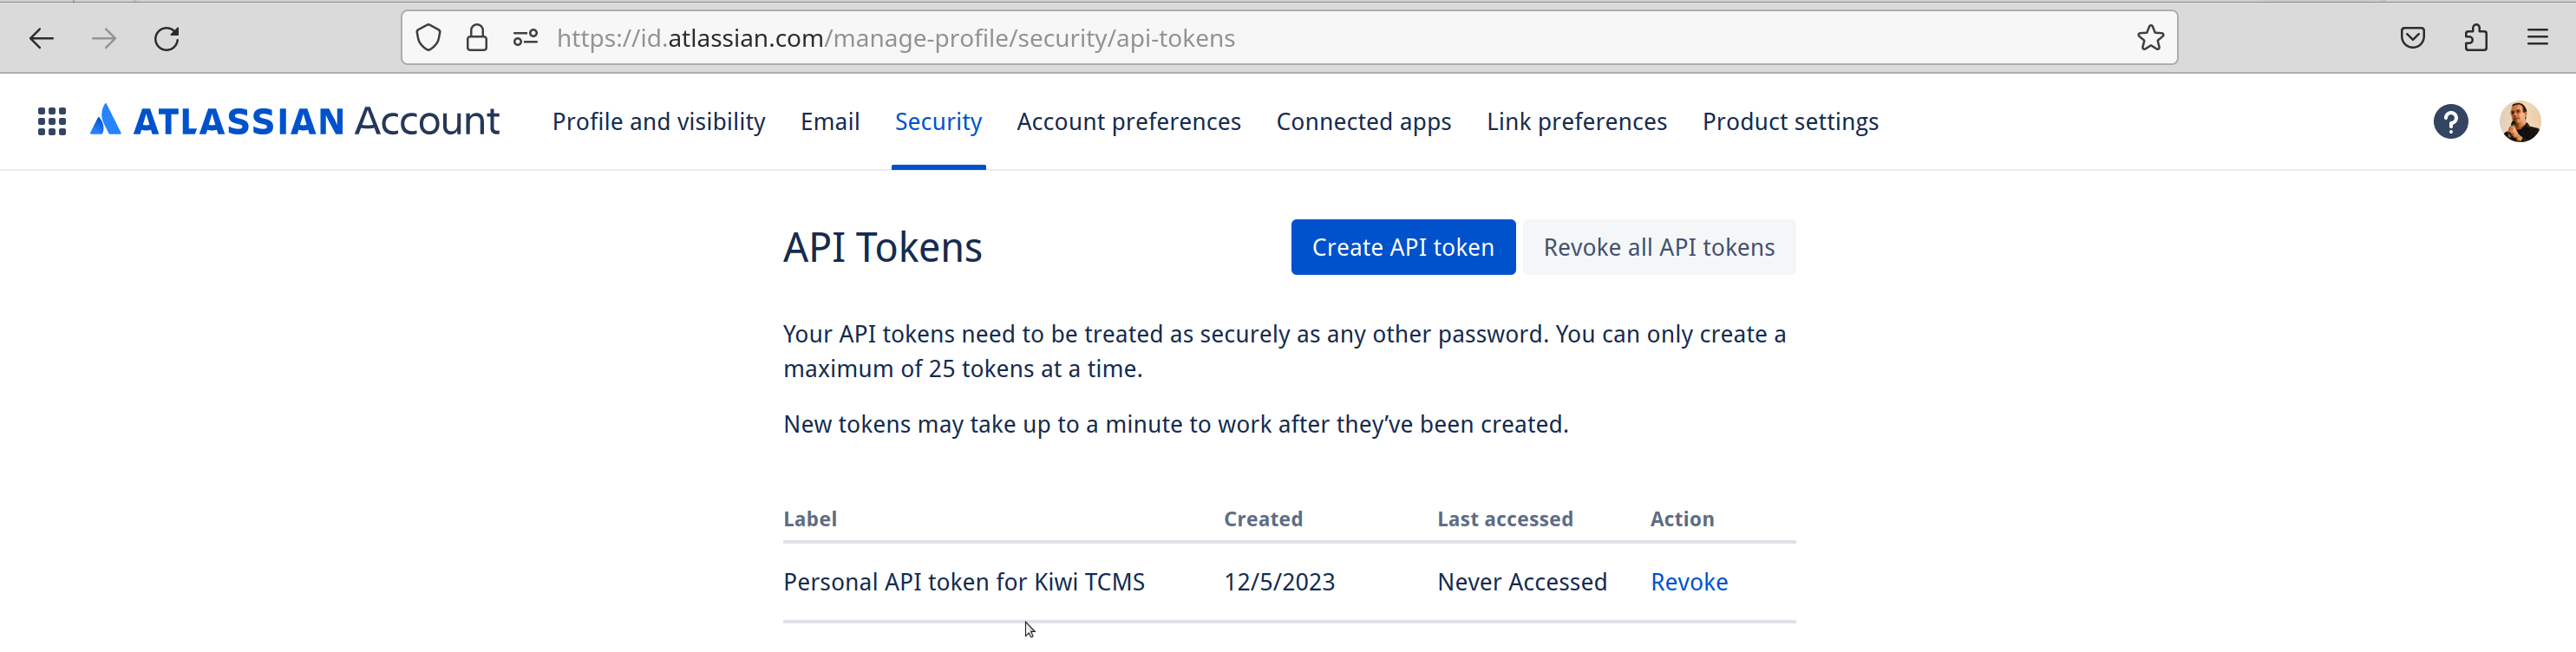 https://id.atlassian.com/manage-profile/security/api-tokens
ATLASSIAN Account Profile and visibility Email Security Account preferences Connected apps Link preferences Product settings ?
API Tokens Create API token Revoke all API tokens
Your API tokens need to be treated as securely as any other password. You can only create a
maximum of 25 tokens at a time.
New tokens may take up to a minute to work after they’ve been created.
Label Created Last accessed Action
Personal API token for Kiwi TCMS 12/5/2023 Never Accessed Revoke